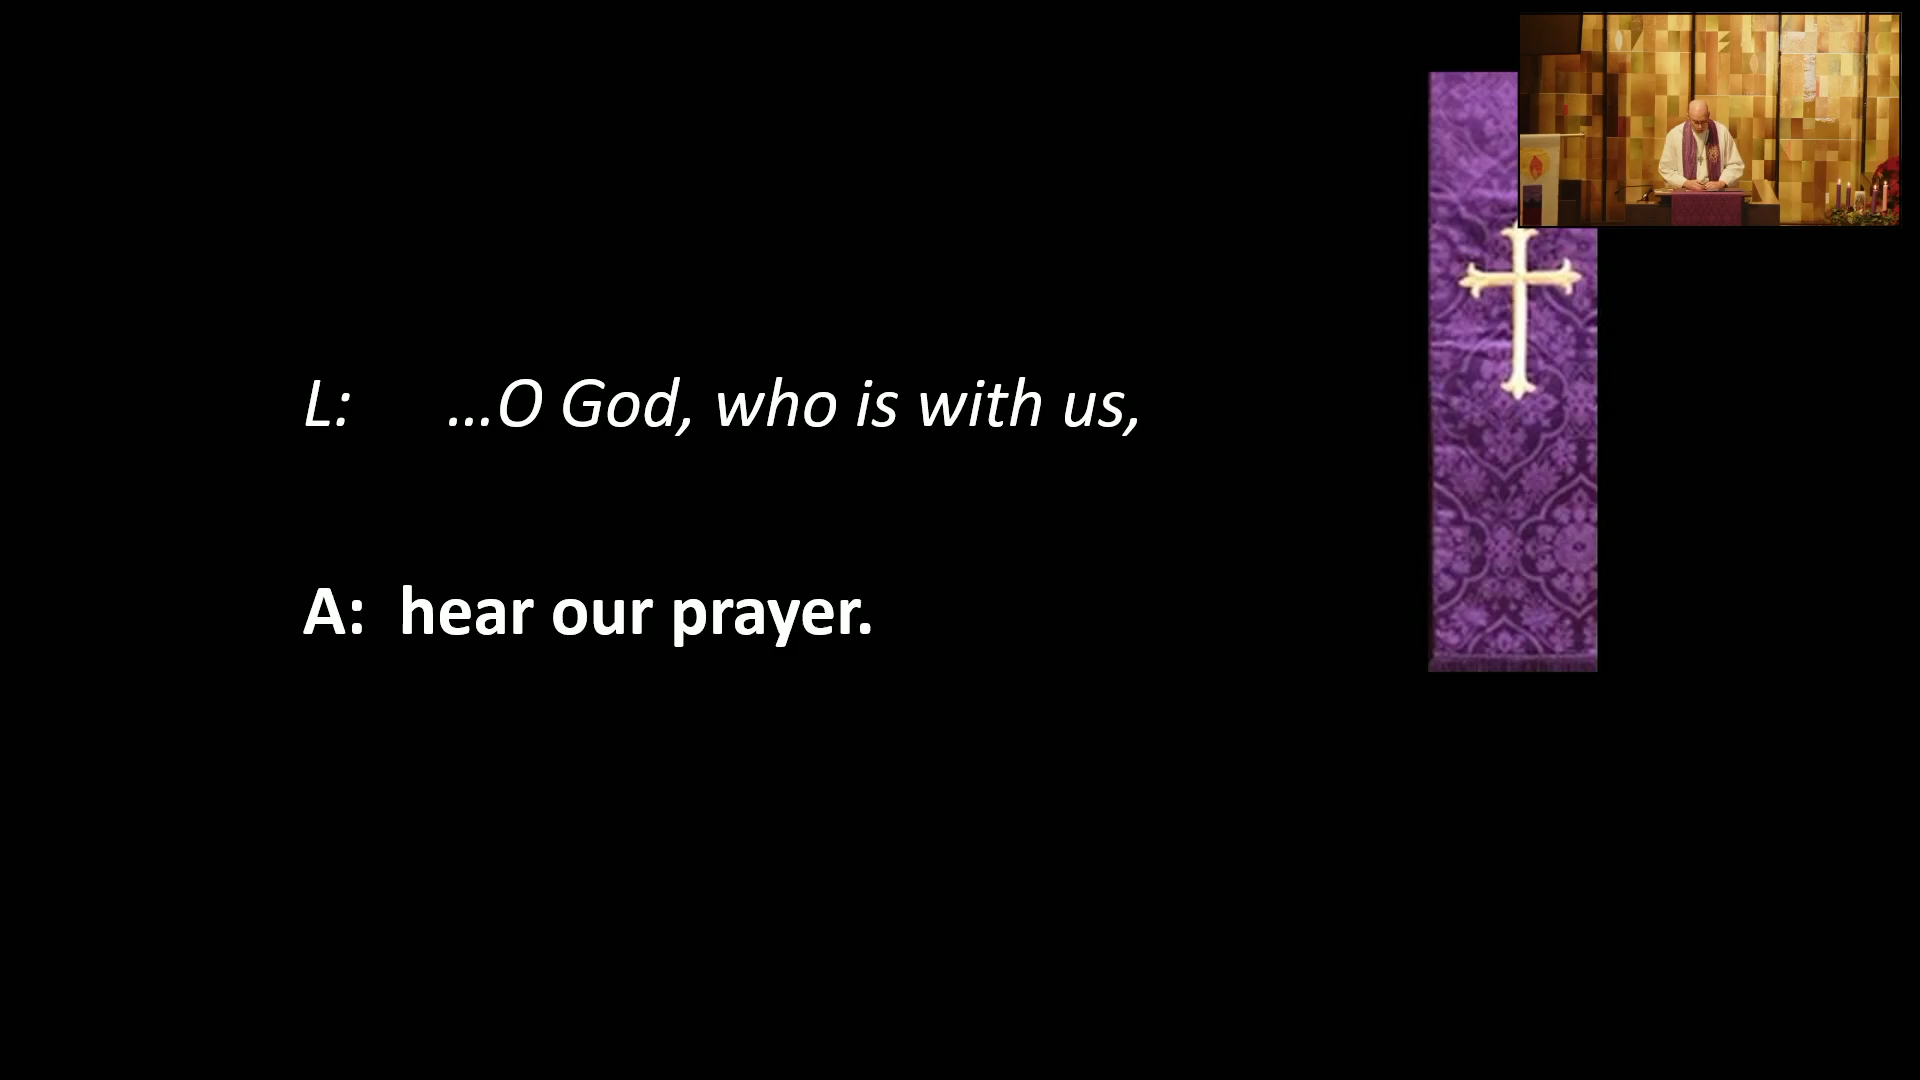 L: …O God, who is with us,
A: hear our prayer.